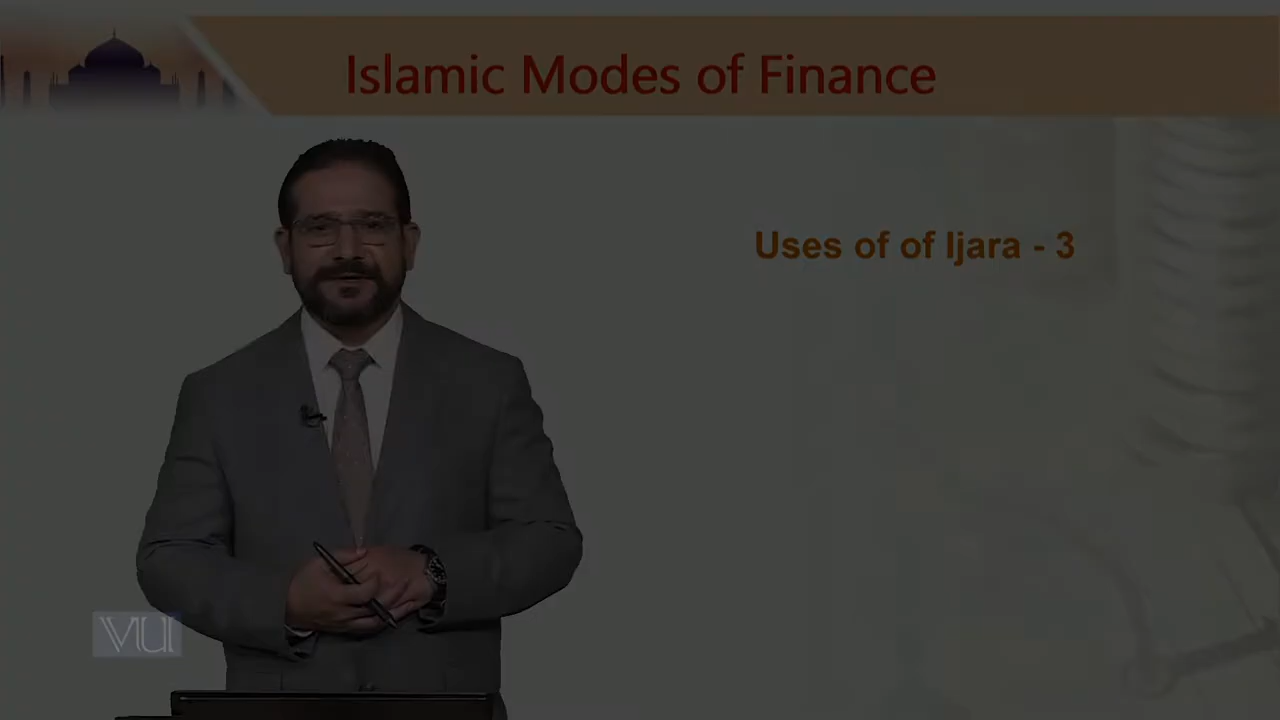 Islamic Modes of Finance
Uses of of Ijara - 3
VU